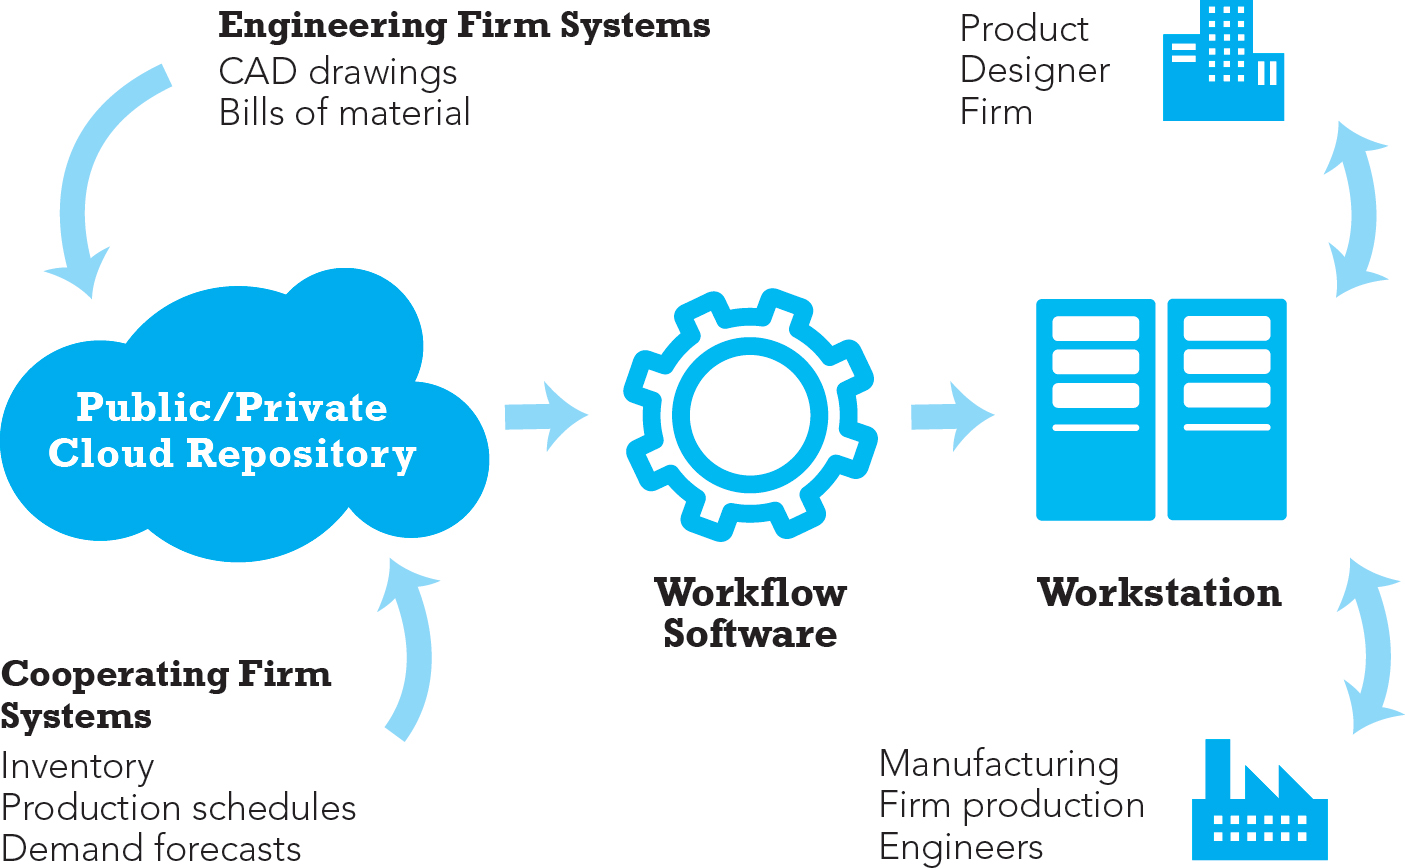 Engineering Firm Systems
CAD drawings
Bills of material
Product
Designer
Firm
Public/Private
Cloud Repository
Workflow
Software
Workstation
Cooperating Firm
Systems
Inventory
Production schedules
Demand forecasts
Manufacturing
Firm production
Engineers